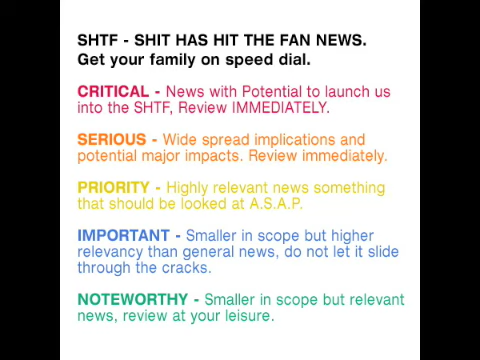 SHTF - SHIT HAS HIT THE FAN NEWS.
Get your family on speed dial.
CRITICAL - News with Potential to launch us
into the SHTF, Review IMMEDIATELY.
SERIOUS - Wide spread implications and
potential major impacts. Review immediately.
PRIORITY - Highly relevant news something
that should be looked at A.S.A.P.
IMPORTANT - Smaller in scope but higher
relevancy than general news, do not let it slide
through the cracks.
NOTEWORTHY - Smaller in scope but relevant
news, review at your leisure.